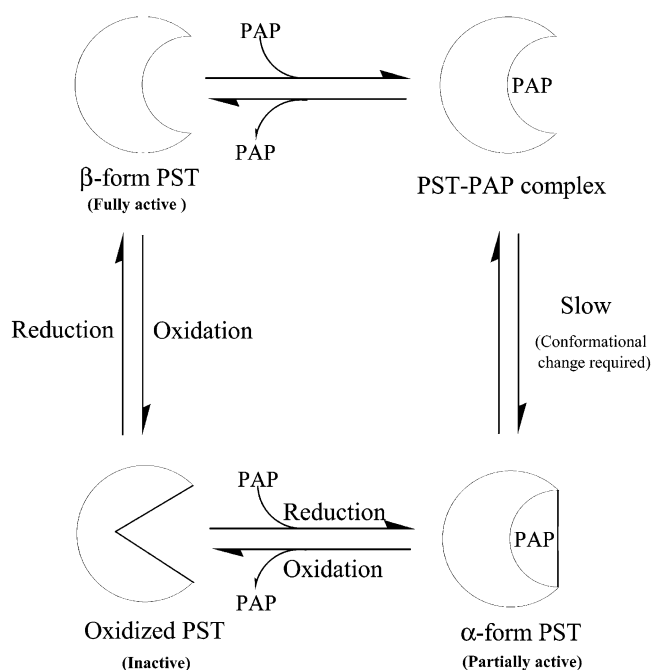 PAP
PAP
PAP
β-form PST
(Fully active )
PST-PAP complex
Reduction
Oxidation
Slow
(Conformational
change required)
PAP
Reduction
Oxidation
PAP
PAP
Oxidized PST
(Inactive)
α-form PST
(Partially active)